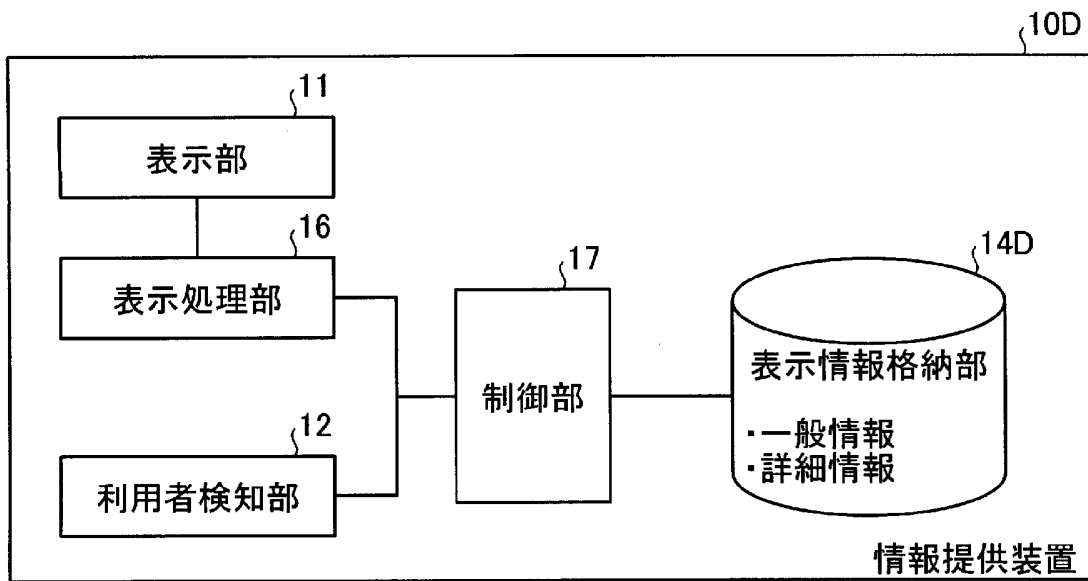 10D
11
表示部
16
表示処理部
12
利用者検知部
17
制御部
14D
表示情報格納部
・一般情報
・詳細情報
情報提供装置